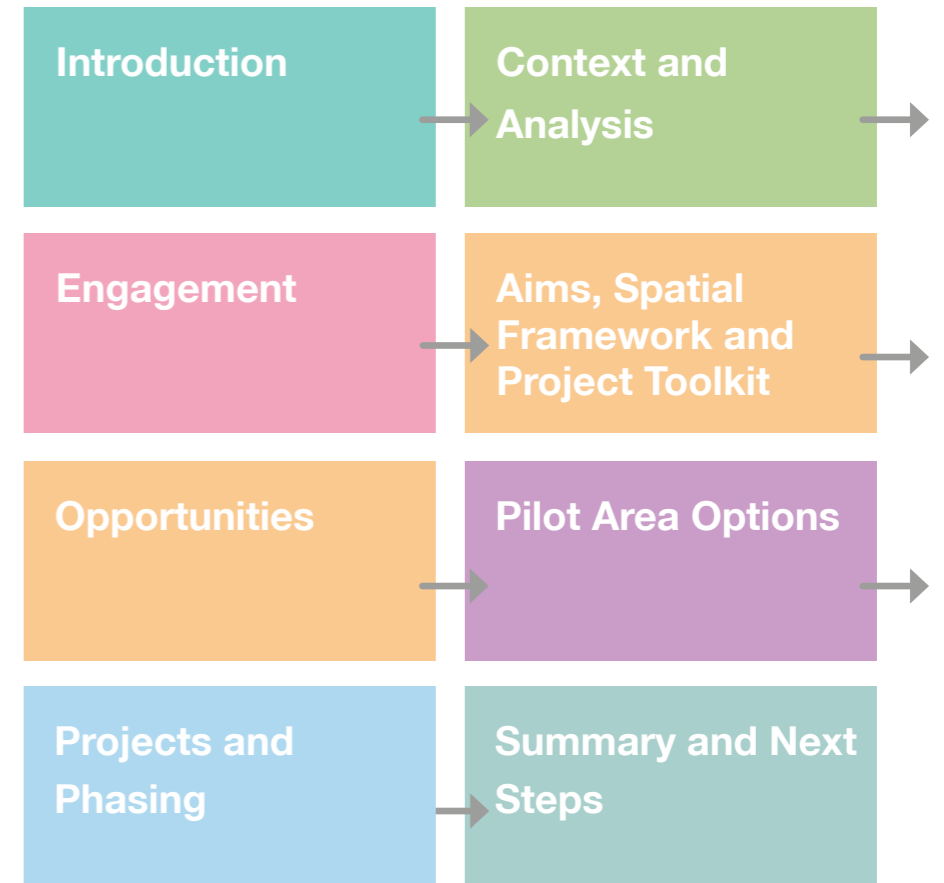 Introduction
Context and
Analysis
Engagement
Aims, Spatial
Framework and
Project Toolkit
Opportunities
Pilot Area Options
Projects and
Phasing
Summary and Next
Steps